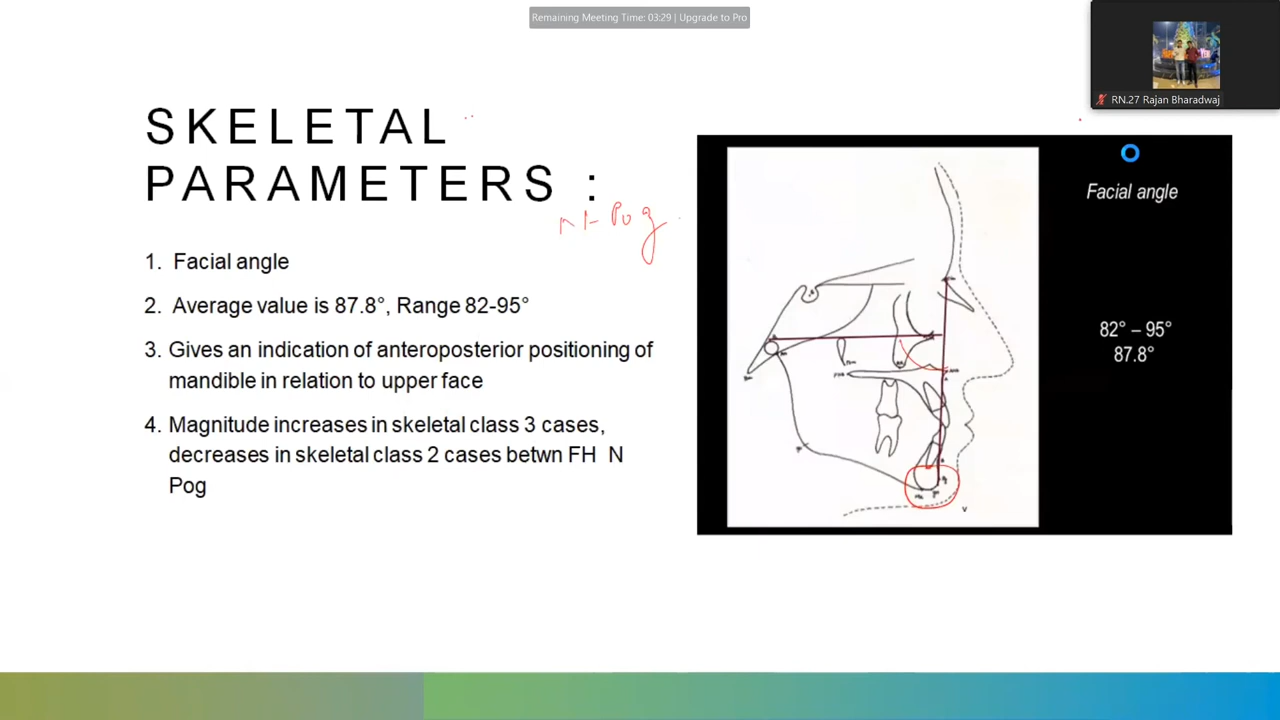 Remaining Meeting Time: 03:29 | Upgrade to Pro
RN.27 Rajan Bharadwaj
SKELETAL
PARAMETERS :
Pog
1. Facial angle
2. Average value is 87.8°, Range 82-95°
3. Gives an indication of anteroposterior positioning of
mandible in relation to upper face
4. Magnitude increases in skeletal class 3 cases,
decreases in skeletal class 2 cases betwn FH N
Pog
Facial angle
82° – 95°
87.8°